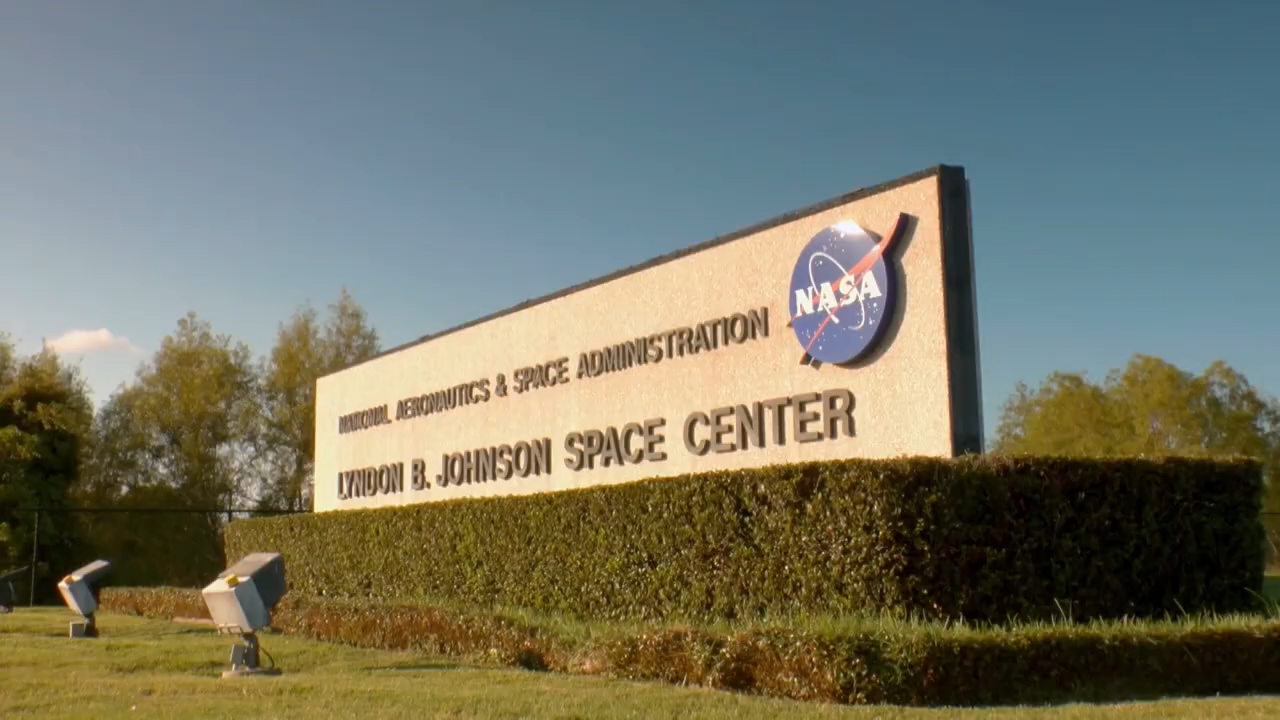 NASA
NATIONAL AERONAUTICS & SPACE ADMINISTRATION
LYNDON B. JOHNSON SPACE CENTER